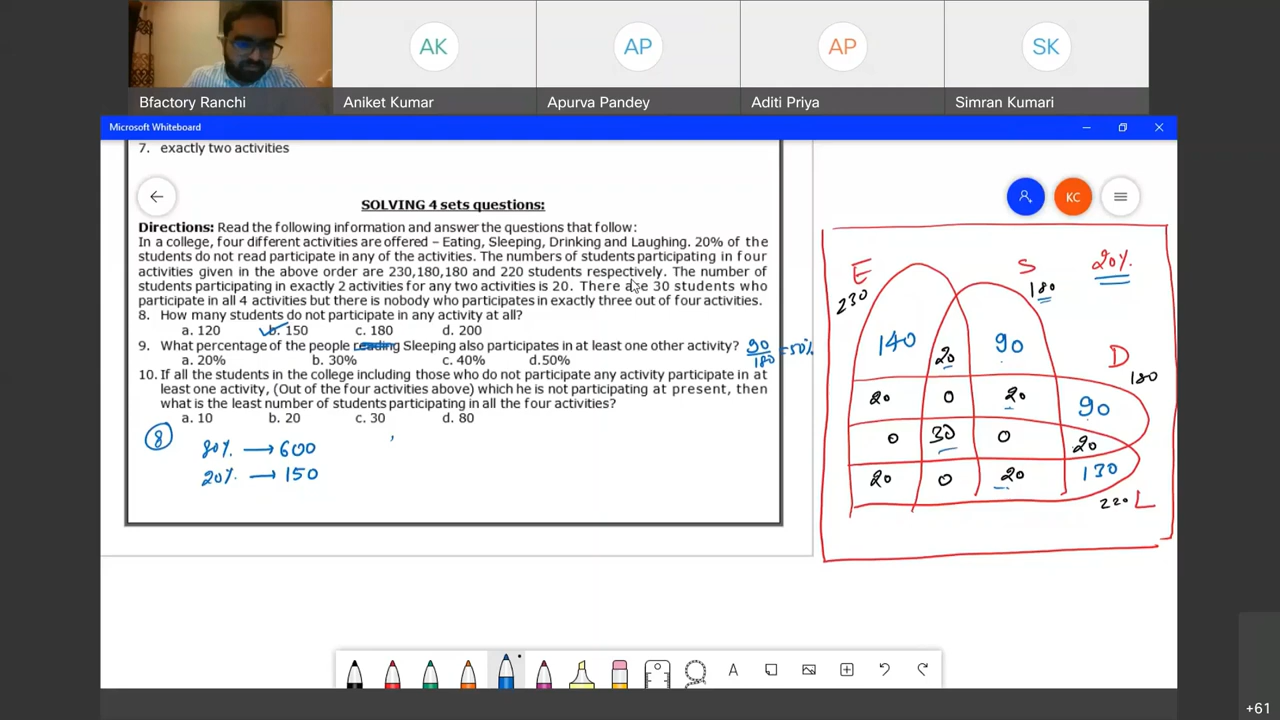 AK
AP
AP
SK
Bfactory Ranchi
Aniket Kumar
Apurva Pandey
Aditi Priya
Simran Kumari
Microsoft Whiteboard
7. exactly two activities
KC
SOLVING 4 sets questions:
Directions: Read the following information and answer the questions that follow:
In a college, four different activities are offered – Eating, Sleeping, Drinking and Laughing. 20% of the
students do not read participate in any of the activities. The numbers of students participating in four
activities given in the above order are 230,180,180 and 220 students respectively. The number of
students participating in exactly 2 activities for any two activities is 20. There are 30 students who
participate in all 4 activities but there is nobody who participates in exactly three out of four activities.
8. How many students do not participate in any activity at all?
a. 120 b. 150 c. 180 d. 200
9. What percentage of the people reading Sleeping also participates in at least one other activity?
a. 20% b. 30% c. 40% d.50%
10. If all the students in the college including those who do not participate any activity participate in at
least one activity, (Out of the four activities above) which he is not participating at present, then
what is the least number of students participating in all the four activities?
a. 10 b. 20 c. 30 d. 80
90/180 = 50%
8
80% → 600
20% → 150
E S 20%
230 180
140 20 90 D
180
20 0 20 90
0 30 0 20
20 0 20 130
220 L
A
+61